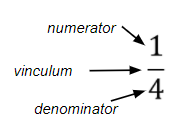 numerator
1
vinculum
4
denominator